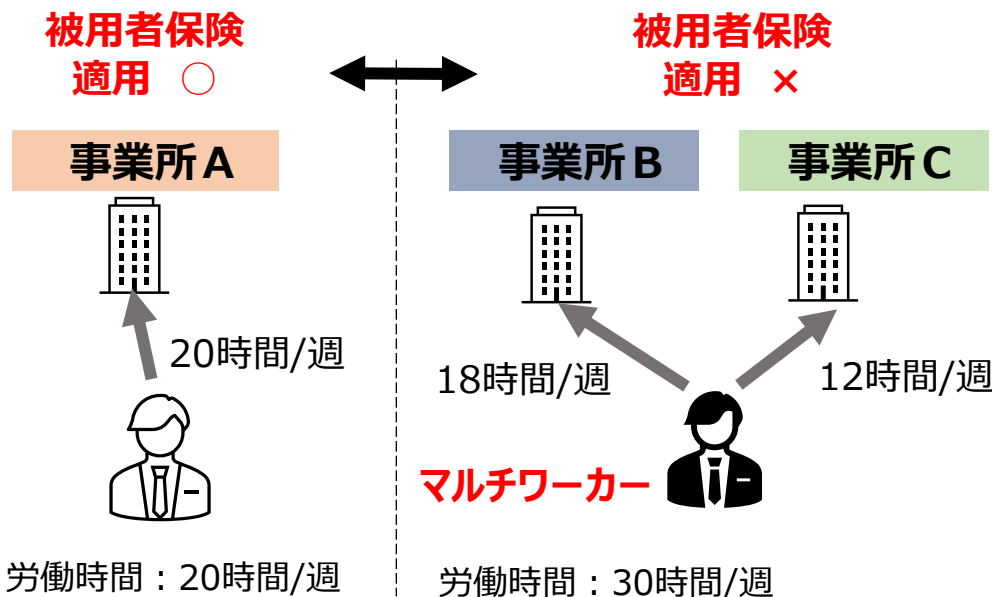 被用者保険
適用 ○
事業所A
20時間/週
労働時間：20時間/週
被用者保険
適用 ×
事業所B
事業所C
18時間/週
12時間/週
マルチワーカー
労働時間：30時間/週